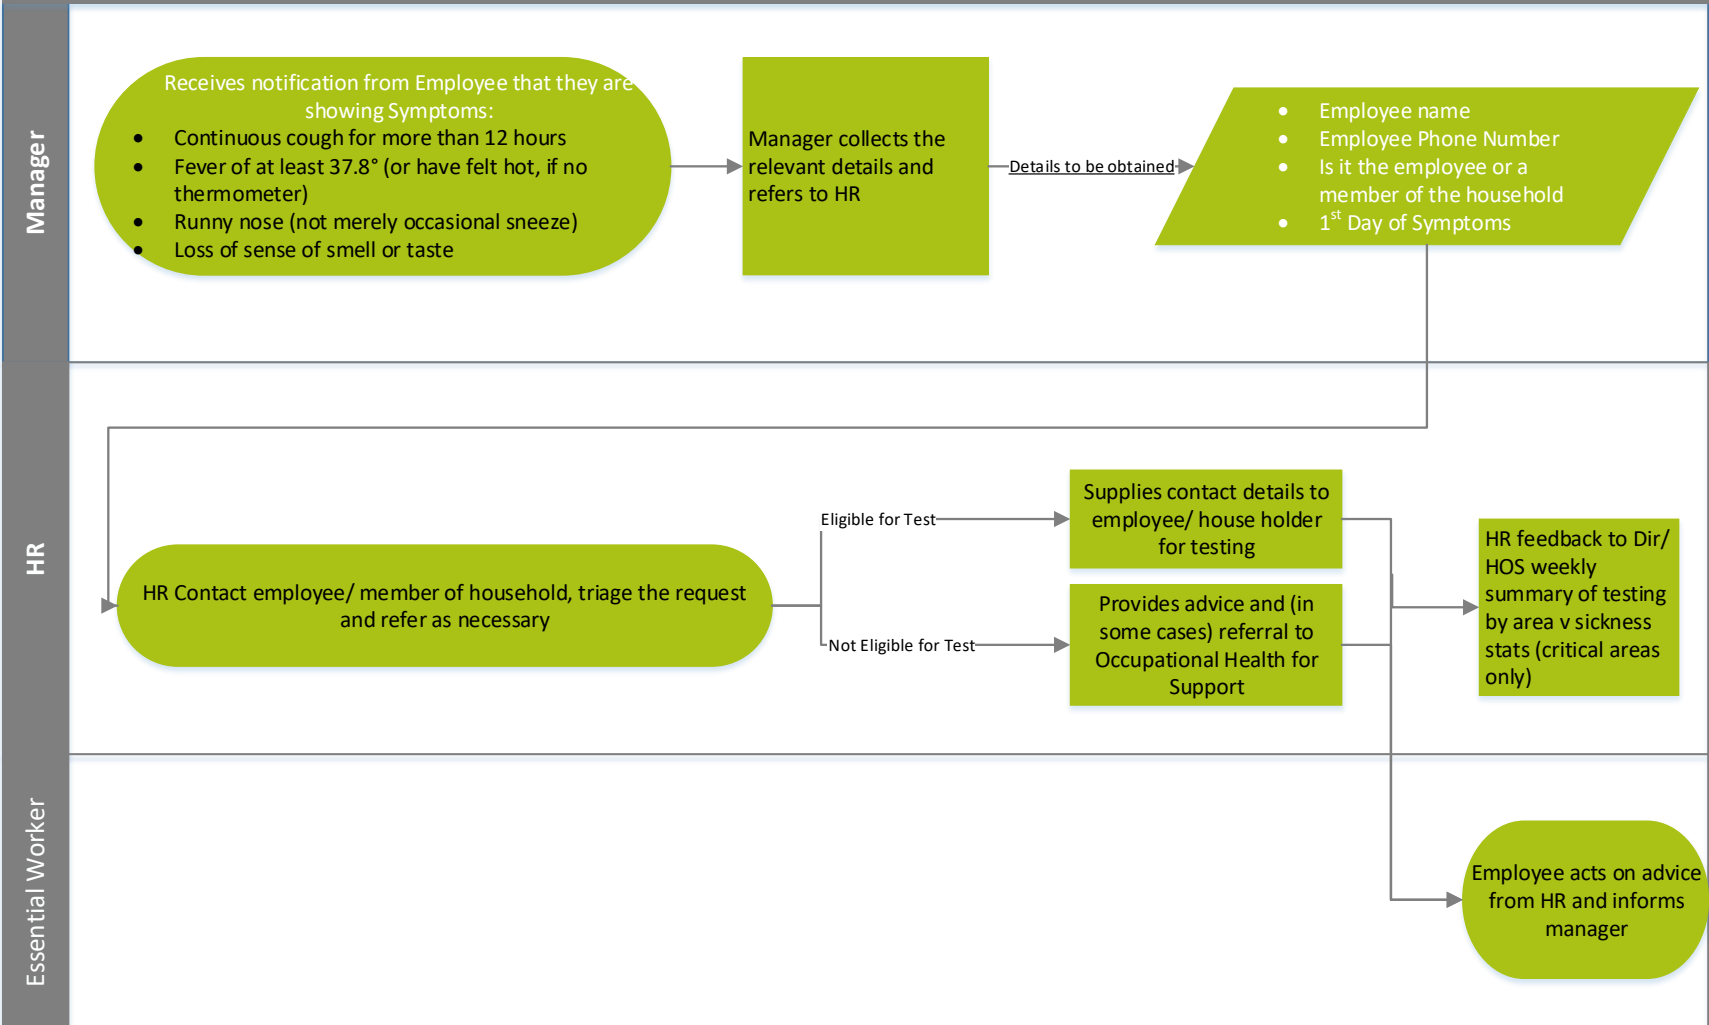 Manager
Receives notification from Employee that they are
showing Symptoms:
• Continuous cough for more than 12 hours
• Fever of at least 37.8° (or have felt hot, if no
thermometer)
• Runny nose (not merely occasional sneeze)
• Loss of sense of smell or taste
Manager collects the
relevant details and
refers to HR
Details to be obtained
• Employee name
• Employee Phone Number
• Is it the employee or a
member of the household
• 1st Day of Symptoms
HR
HR Contact employee/ member of household, triage the request
and refer as necessary
Eligible for Test
Not Eligible for Test
Supplies contact details to
employee/ house holder
for testing
Provides advice and (in
some cases) referral to
Occupational Health for
Support
HR feedback to Dir/
HOS weekly
summary of testing
by area v sickness
stats (critical areas
only)
Essential Worker
Employee acts on advice
from HR and informs
manager